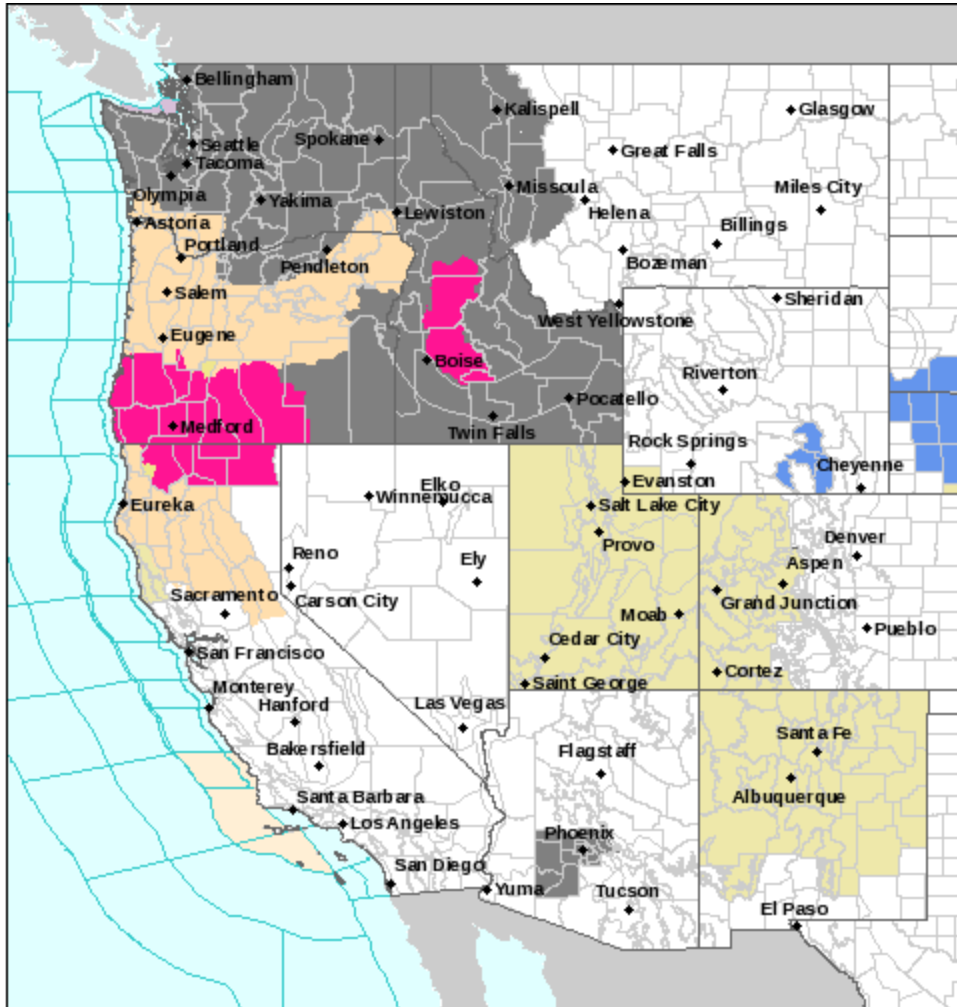 Bellingham
Kalispell
Glasgow
Seattle
Spokane
Great Falls
Tacoma
Olympia
Yakima
Lewiston
Missoula
Helena
Miles City
Astoria
Portland
Pendleton
Billings
Bozeman
Salem
West Yellowstone
Sheridan
Eugene
Boise
Riverton
Medford
Twin Falls
Pocatello
Rock Springs
Cheyenne
Eureka
Elko
Winnemucca
Evanston
Salt Lake City
Reno
Ely
Provo
Denver
Aspen
Sacramento
Carson City
Moab
Grand Junction
Pueblo
San Francisco
Cedar City
Monterey
Hanford
Las Vegas
Saint George
Cortez
Bakersfield
Flagstaff
Santa Fe
Albuquerque
Santa Barbara
Los Angeles
Phoenix
San Diego
Yuma
Tucson
El Paso